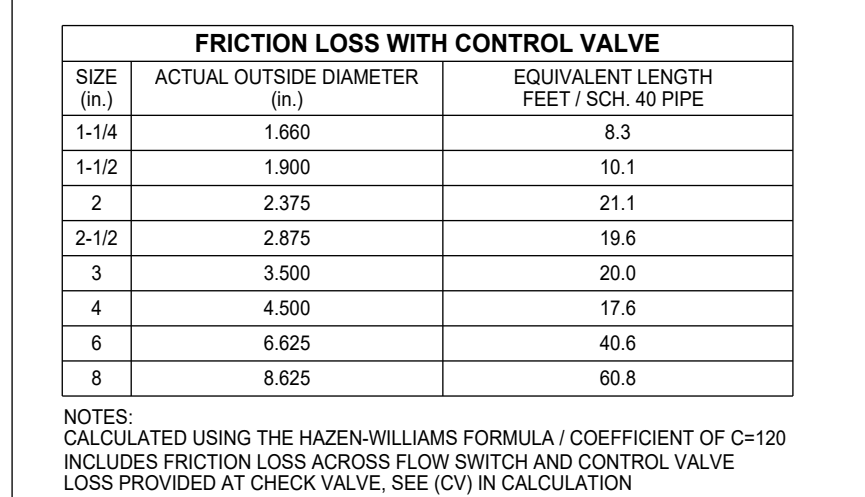 FRICTION LOSS WITH CONTROL VALVE
SIZE (in.) ACTUAL OUTSIDE DIAMETER (in.) EQUIVALENT LENGTH FEET / SCH. 40 PIPE
1-1/4 1.660 8.3
1-1/2 1.900 10.1
2 2.375 21.1
2-1/2 2.875 19.6
3 3.500 20.0
4 4.500 17.6
6 6.625 40.6
8 8.625 60.8
NOTES:
CALCULATED USING THE HAZEN-WILLIAMS FORMULA / COEFFICIENT OF C=120
INCLUDES FRICTION LOSS ACROSS FLOW SWITCH AND CONTROL VALVE
LOSS PROVIDED AT CHECK VALVE, SEE (CV) IN CALCULATION